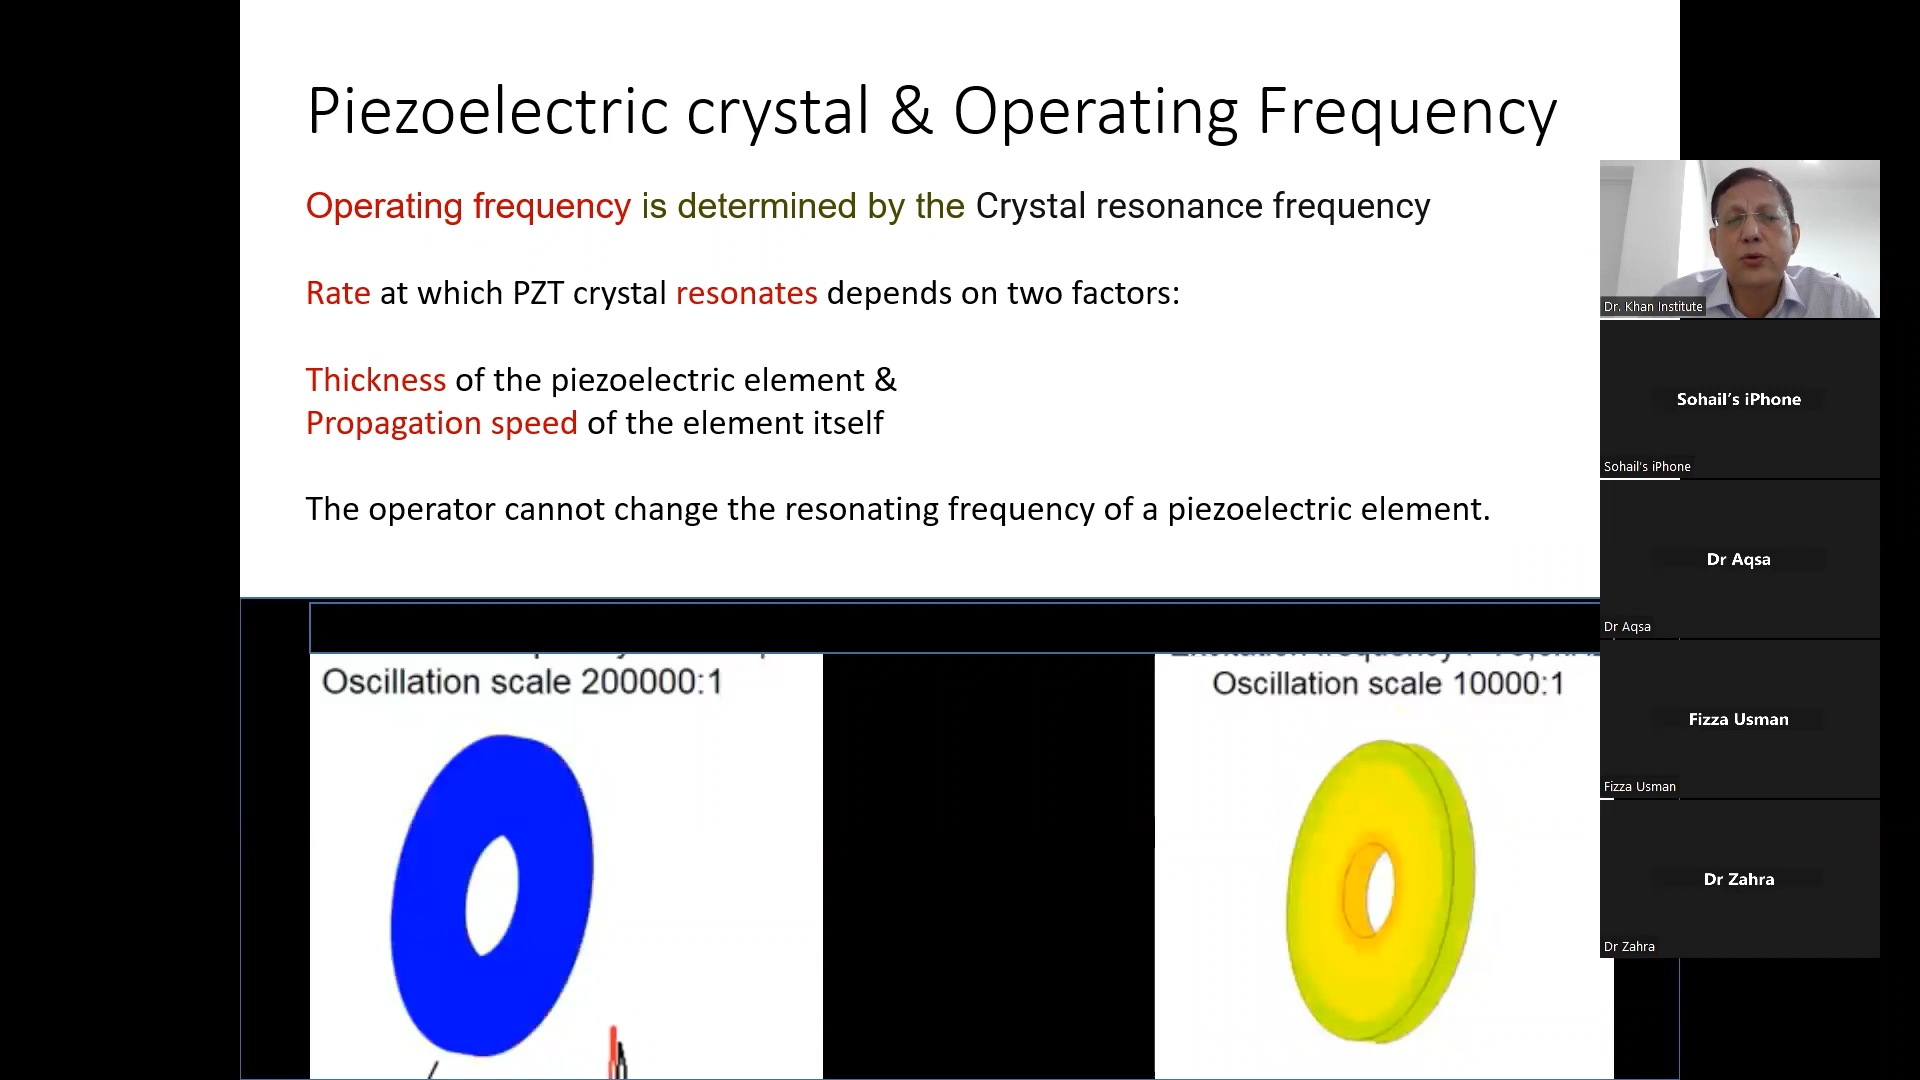 Piezoelectric crystal & Operating Frequency
Operating frequency is determined by the Crystal resonance frequency
Rate at which PZT crystal resonates depends on two factors:
Thickness of the piezoelectric element &
Propagation speed of the element itself
The operator cannot change the resonating frequency of a piezoelectric element.
Oscillation scale 200000:1
Oscillation scale 10000:1
Dr. Khan Institute
Sohail's iPhone
Sohail's iPhone
Dr Aqsa
Dr Aqsa
Fizza Usman
Fizza Usman
Dr Zahra
Dr Zahra